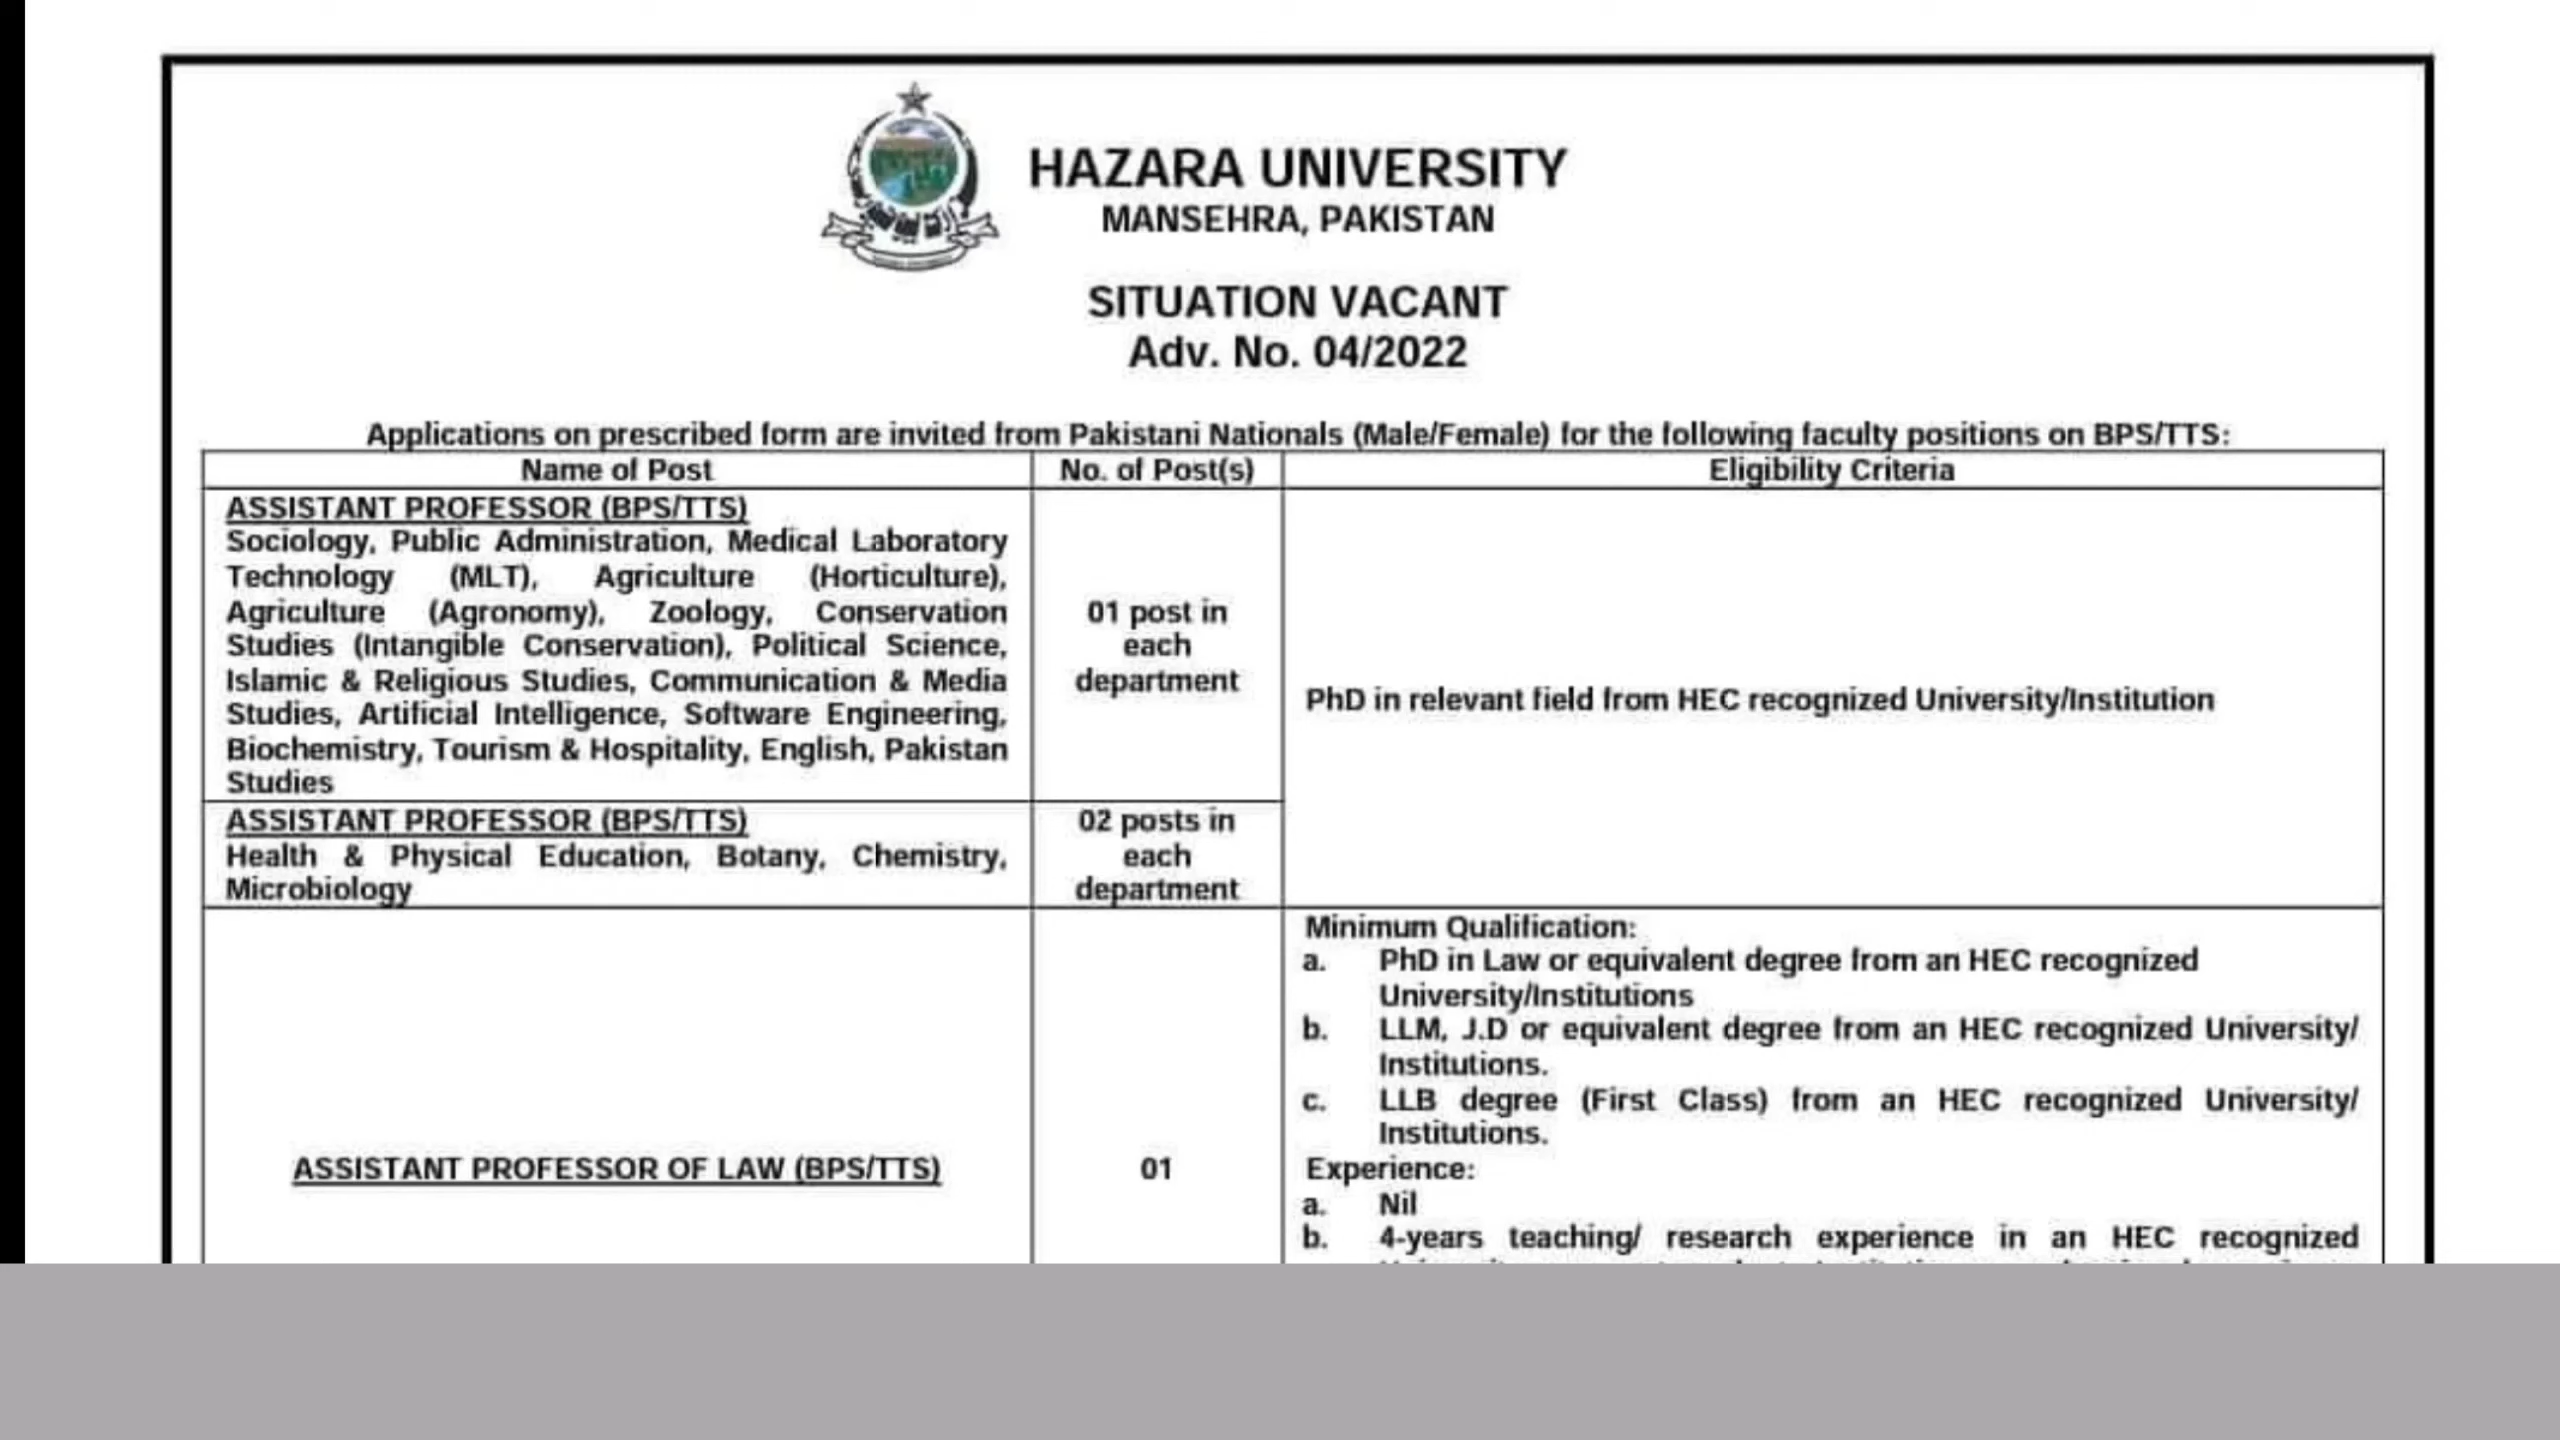 HAZARA UNIVERSITY
MANSEHRA, PAKISTAN
SITUATION VACANT
Adv. No. 04/2022
Applications on prescribed form are invited from Pakistani Nationals (Male/Female) for the following faculty positions on BPS/TTS:
Name of Post No. of Post(s) Eligibility Criteria
ASSISTANT PROFESSOR (BPS/TTS)
Sociology, Public Administration, Medical Laboratory
Technology (MLT), Agriculture (Horticulture),
Agriculture (Agronomy), Zoology, Conservation
Studies (Intangible Conservation), Political Science,
Islamic & Religious Studies, Communication & Media
Studies, Artificial Intelligence, Software Engineering,
Biochemistry, Tourism & Hospitality, English, Pakistan
Studies
01 post in
each
department
PhD in relevant field from HEC recognized University/Institution
ASSISTANT PROFESSOR (BPS/TTS)
Health & Physical Education, Botany, Chemistry,
Microbiology
02 posts in
each
department
ASSISTANT PROFESSOR OF LAW (BPS/TTS)
01
Minimum Qualification:
a. PhD in Law or equivalent degree from an HEC recognized
University/Institutions
b. LLM, J.D or equivalent degree from an HEC recognized University/
Institutions.
c. LLB degree (First Class) from an HEC recognized University/
Institutions.
Experience:
a. Nil
b. 4-years teaching/ research experience in an HEC recognized